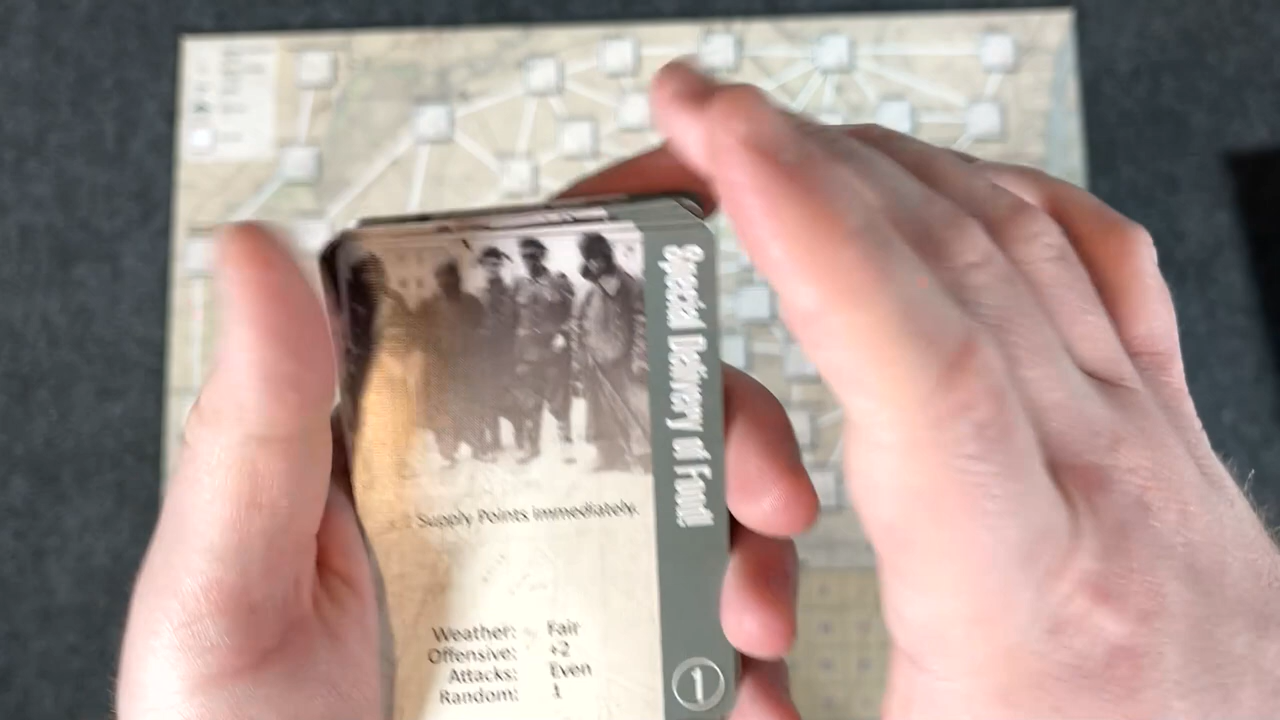 Special Delivery of Food!
Supply Points immediately.
Weather: Fair
Offensive: +2
Attacks: Even
Random: 1
1